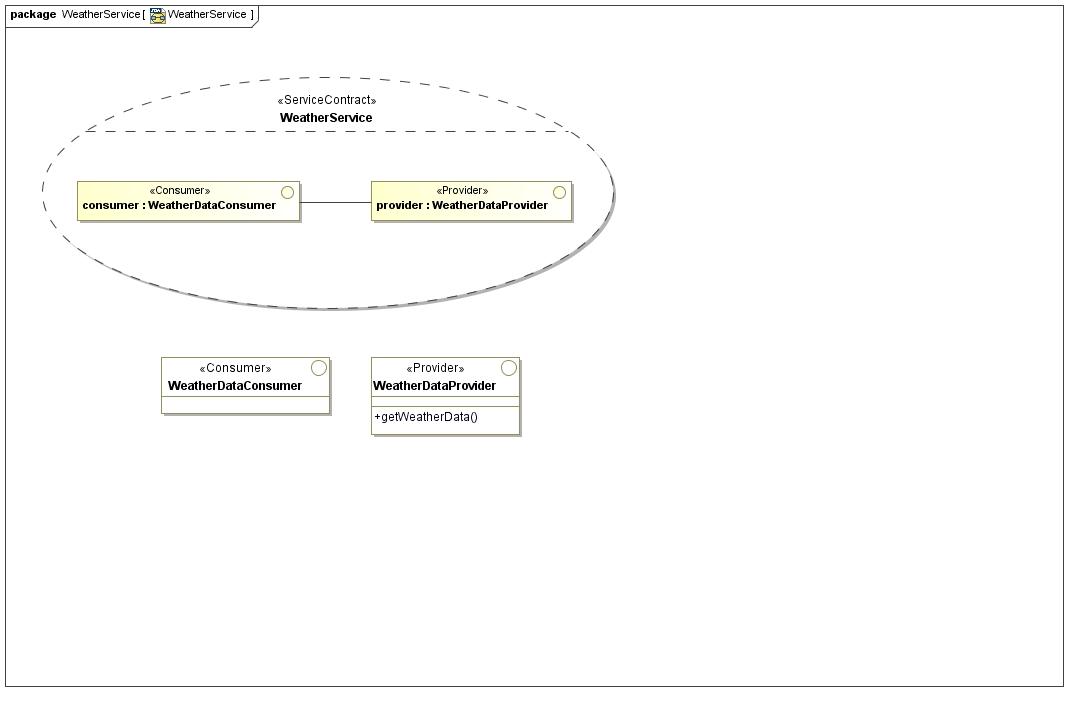 package WeatherService[ WeatherService ]
«ServiceContract»
WeatherService
«Consumer»
consumer : WeatherDataConsumer
«Provider»
provider : WeatherDataProvider
«Consumer»
WeatherDataConsumer
«Provider»
WeatherDataProvider
+getWeatherData()